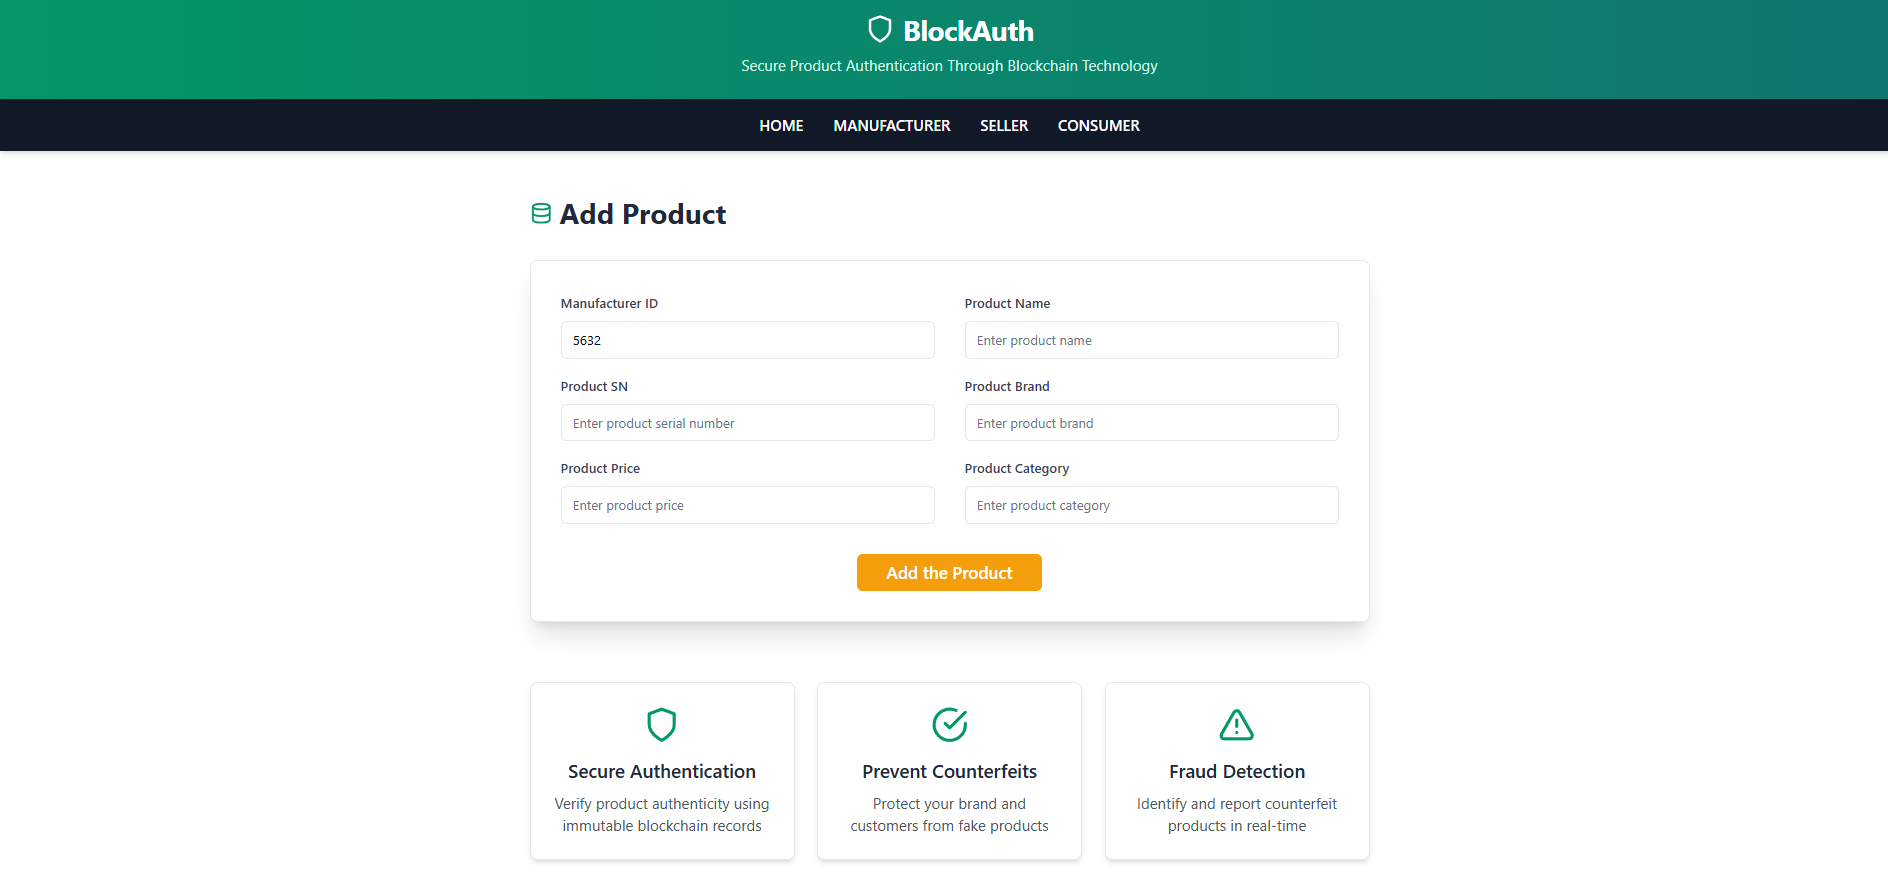 BlockAuth
Secure Product Authentication Through Blockchain Technology
HOME MANUFACTURER SELLER CONSUMER
Add Product
Manufacturer ID
5632
Product Name
Enter product name
Product SN
Enter product serial number
Product Brand
Enter product brand
Product Price
Enter product price
Product Category
Enter product category
Add the Product
Secure Authentication
Verify product authenticity using
immutable blockchain records
Prevent Counterfeits
Protect your brand and
customers from fake products
Fraud Detection
Identify and report counterfeit
products in real-time